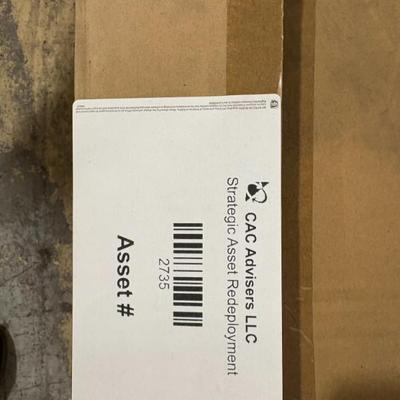 CAC Advisers LLC
Strategic Asset Redeployment
2735
Asset #